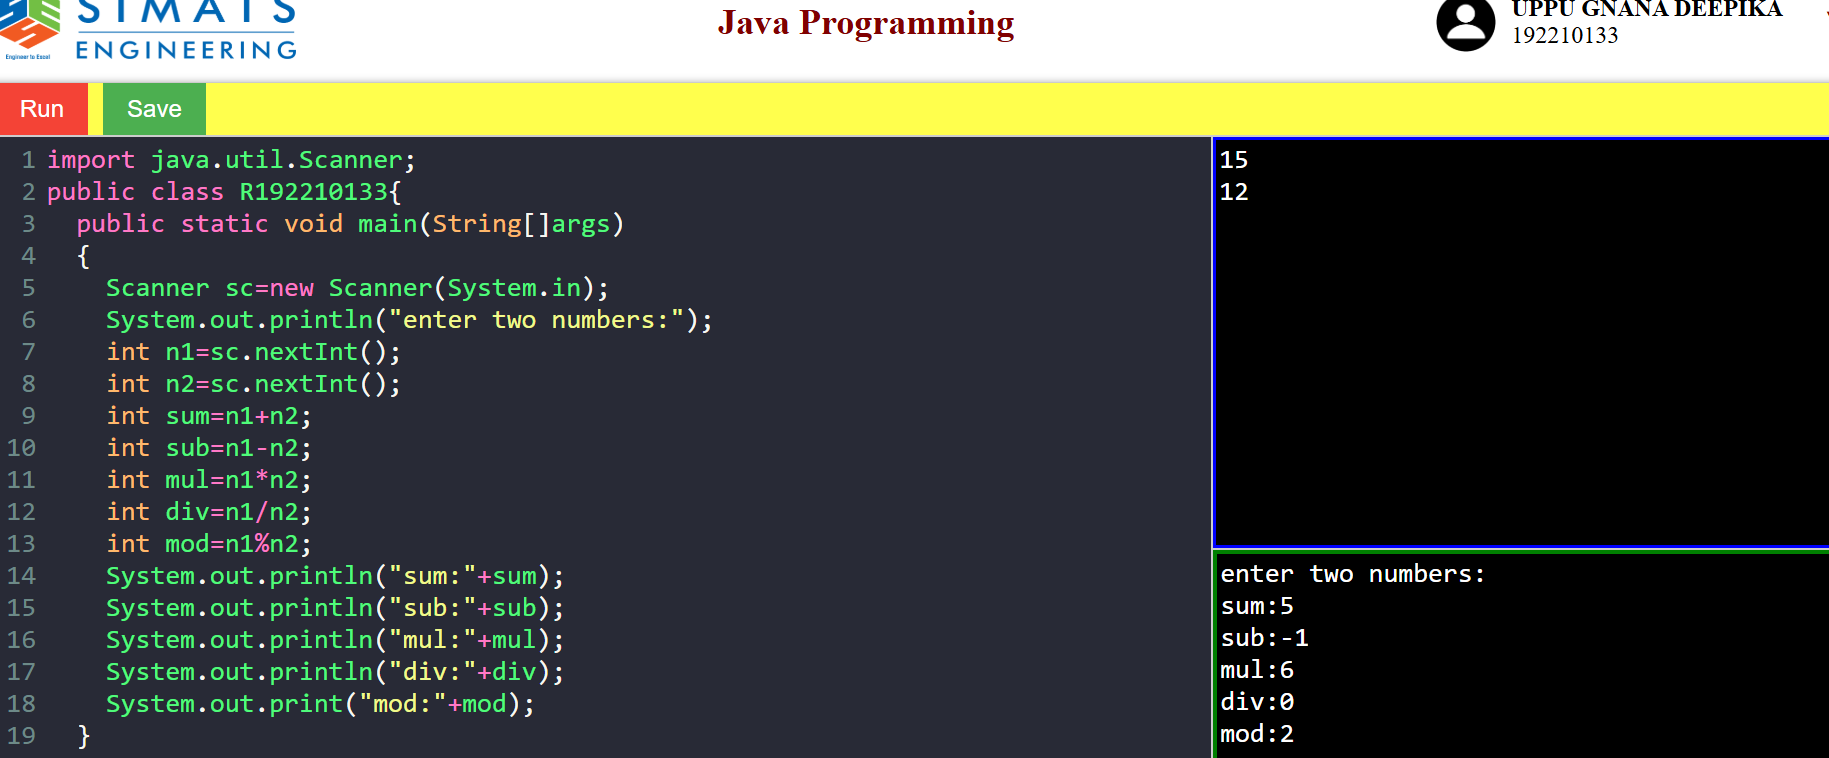 SIMATS
ENGINEERING
Engineer to Excel
Java Programming
UPPU GNANA DEEPIKA
192210133
Run
Save
1 import java.util.Scanner;
2 public class R192210133{
3   public static void main(String[]args)
4   {
5     Scanner sc=new Scanner(System.in);
6     System.out.println("enter two numbers:");
7     int n1=sc.nextInt();
8     int n2=sc.nextInt();
9     int sum=n1+n2;
10     int sub=n1-n2;
11     int mul=n1*n2;
12     int div=n1/n2;
13     int mod=n1%n2;
14     System.out.println("sum:"+sum);
15     System.out.println("sub:"+sub);
16     System.out.println("mul:"+mul);
17     System.out.println("div:"+div);
18     System.out.print("mod:"+mod);
19   }
15
12
enter two numbers:
sum:5
sub:-1
mul:6
div:0
mod:2